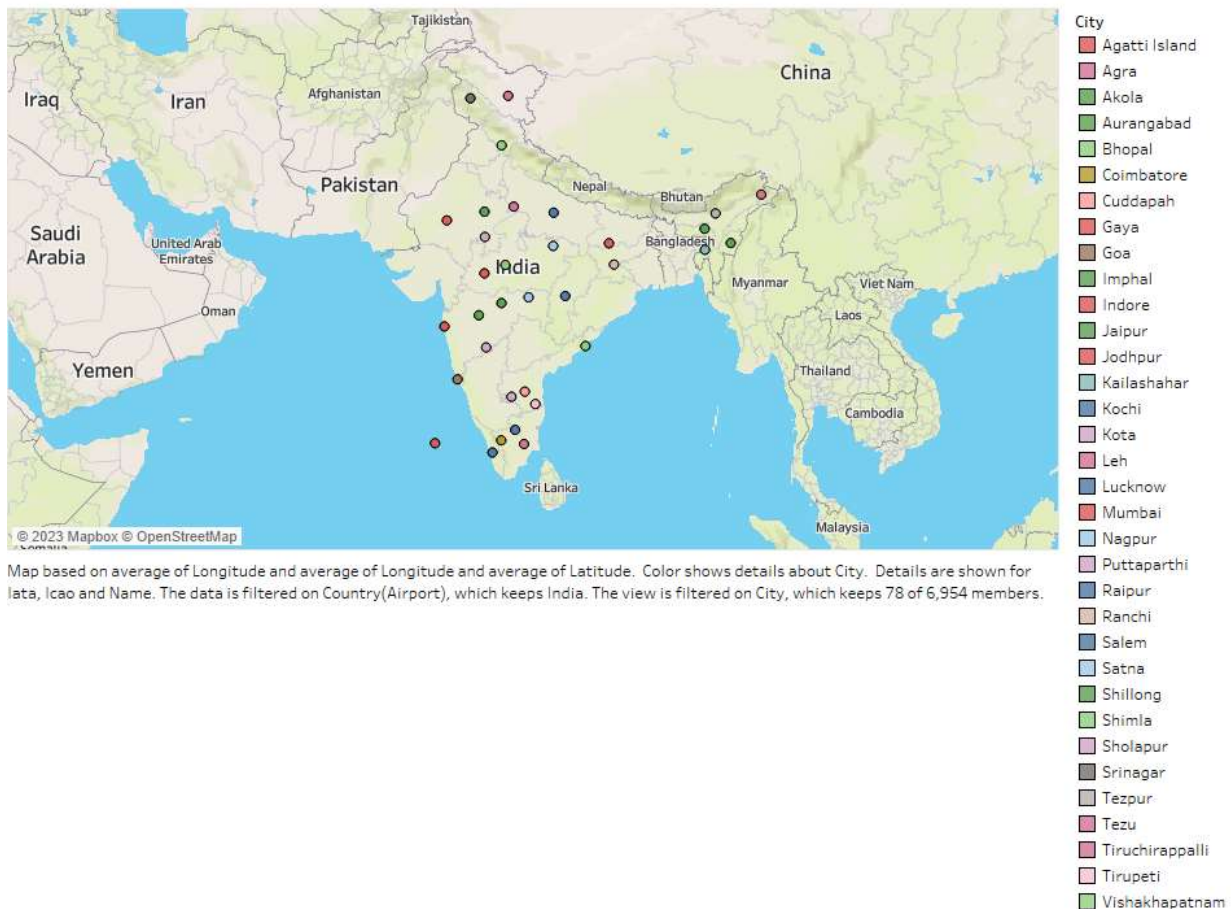 Tajikistan
China
Afghanistan
Iraq
Iran
Pakistan
Nepal
Bhutan
Saudi
Arabia
United Arab
Emirates
Bangladesh
India
Myanmar
Viet Nam
Oman
Laos
Yemen
Thailand
Cambodia
Sri Lanka
Malaysia
© 2023 Mapbox © OpenStreetMap
Somalia
Map based on average of Longitude and average of Longitude and average of Latitude. Color shows details about City. Details are shown for
Iata, Icao and Name. The data is filtered on Country(Airport), which keeps India. The view is filtered on City, which keeps 78 of 6,954 members.
City
Agatti Island
Agra
Akola
Aurangabad
Bhopal
Coimbatore
Cuddapah
Gaya
Goa
Imphal
Indore
Jaipur
Jodhpur
Kailashahar
Kochi
Kota
Leh
Lucknow
Mumbai
Nagpur
Puttaparthi
Raipur
Ranchi
Salem
Satna
Shillong
Shimla
Sholapur
Srinagar
Tezpur
Tezu
Tiruchirappalli
Tirupeti
Vishakhapatnam